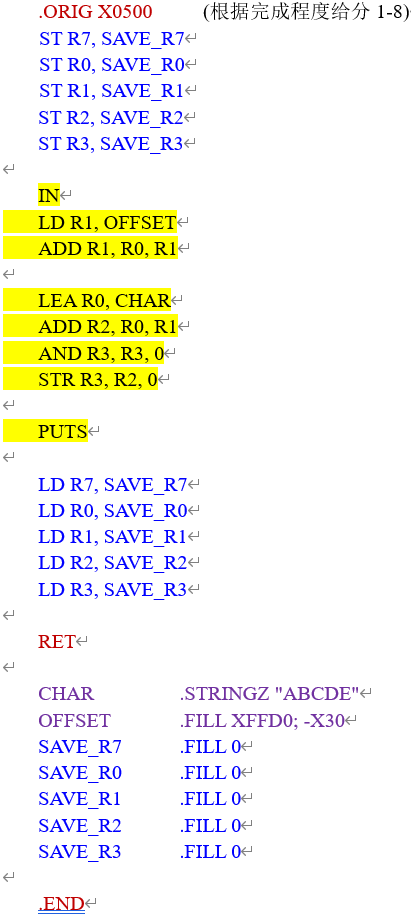 .ORIG X0500 (根据完成程度给分 1-8)
ST R7, SAVE_R7
ST R0, SAVE_R0
ST R1, SAVE_R1
ST R2, SAVE_R2
ST R3, SAVE_R3
IN
LD R1, OFFSET
ADD R1, R0, R1
LEA R0, CHAR
ADD R2, R0, R1
AND R3, R3, 0
STR R3, R2, 0
PUTS
LD R7, SAVE_R7
LD R0, SAVE_R0
LD R1, SAVE_R1
LD R2, SAVE_R2
LD R3, SAVE_R3
RET
CHAR .STRINGZ "ABCDE"
OFFSET .FILL XFFD0; -X30
SAVE_R7 .FILL 0
SAVE_R0 .FILL 0
SAVE_R1 .FILL 0
SAVE_R2 .FILL 0
SAVE_R3 .FILL 0
.END